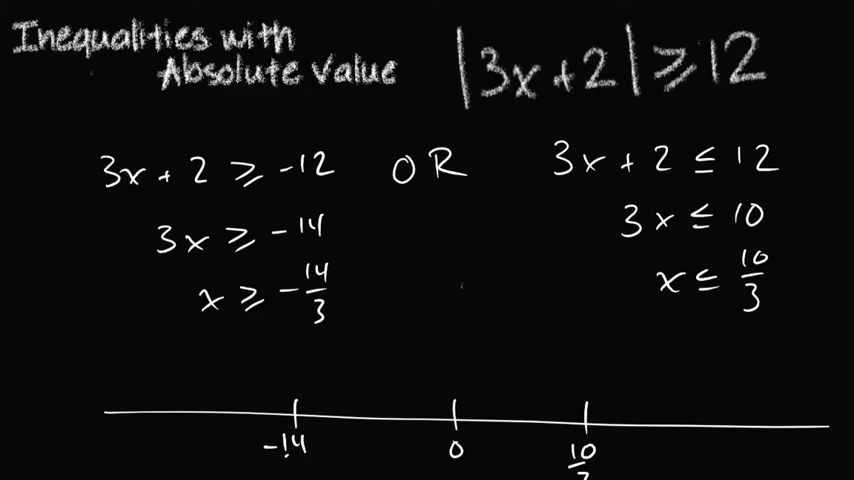 Inequalities with
Absolute Value
|3x+2| ≥ 12
3x + 2 ≥ -12 OR 3x + 2 ≤ 12
3x ≥ -14 3x ≤ 10
x ≥ -14/3 x ≤ 10/3
-14 0 10